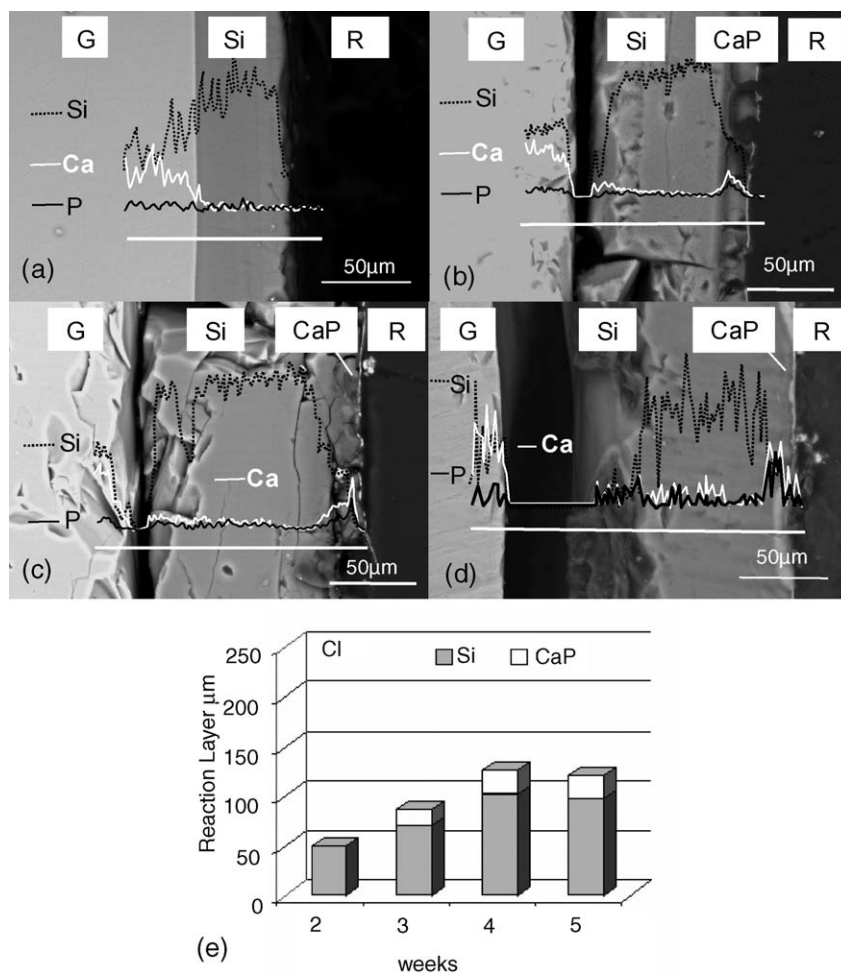 G Si R
Si
Ca
P
50µm
(a)
G Si CaP R
Si
Ca
P
50µm
(b)
G Si CaP R
Si
Ca
P
50µm
(c)
G Si CaP R
Si
Ca
P
50µm
(d)
CI
Si CaP
Reaction Layer µm
250
200
150
100
50
0
2 3 4 5
weeks
(e)